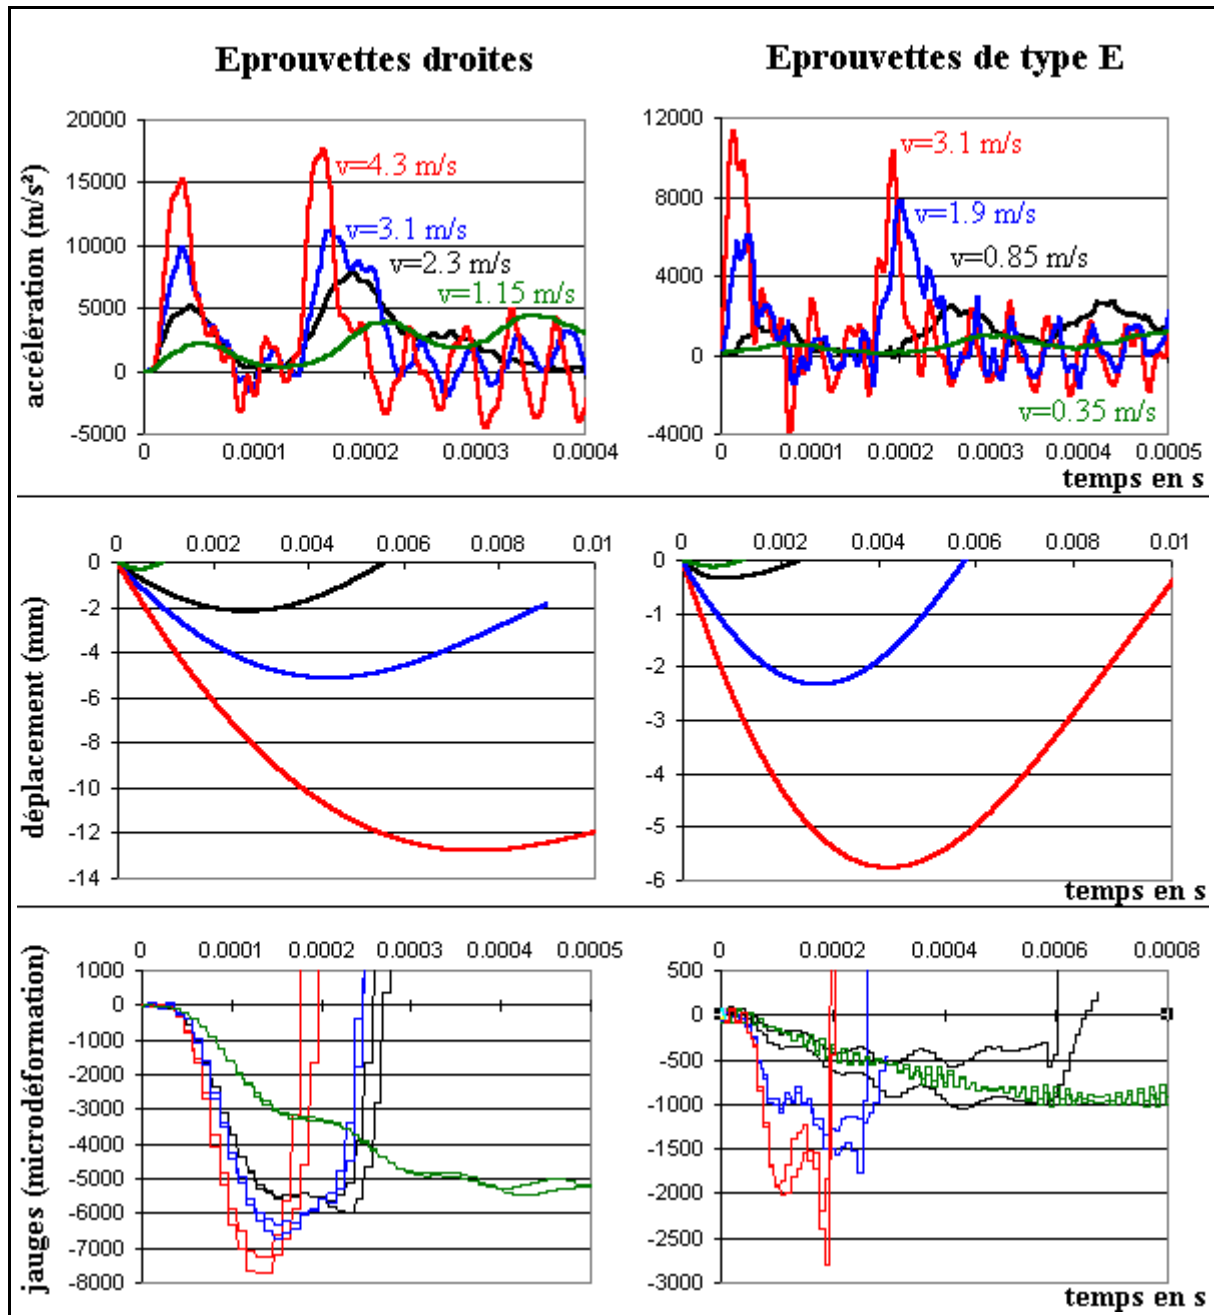 Eprouvettes droites
Eprouvettes de type E
accélération (m/s²)
20000
15000
10000
5000
0
-5000
v=4.3 m/s
v=3.1 m/s
v=2.3 m/s
v=1.15 m/s
0 0.0001 0.0002 0.0003 0.0004
12000
8000
4000
0
-4000
v=3.1 m/s
v=1.9 m/s
v=0.85 m/s
v=0.35 m/s
0 0.0001 0.0002 0.0003 0.0004 0.0005
temps en s
déplacement (mm)
0 0.002 0.004 0.006 0.008 0.01
0
-2
-4
-6
-8
-10
-12
-14
0 0.002 0.004 0.006 0.008 0.01
0
-1
-2
-3
-4
-5
-6
temps en s
jauges (microdéformation)
0 0.0001 0.0002 0.0003 0.0004 0.0005
1000
0
-1000
-2000
-3000
-4000
-5000
-6000
-7000
-8000
0 0.0002 0.0004 0.0006 0.0008
500
0
-500
-1000
-1500
-2000
-2500
-3000
temps en s